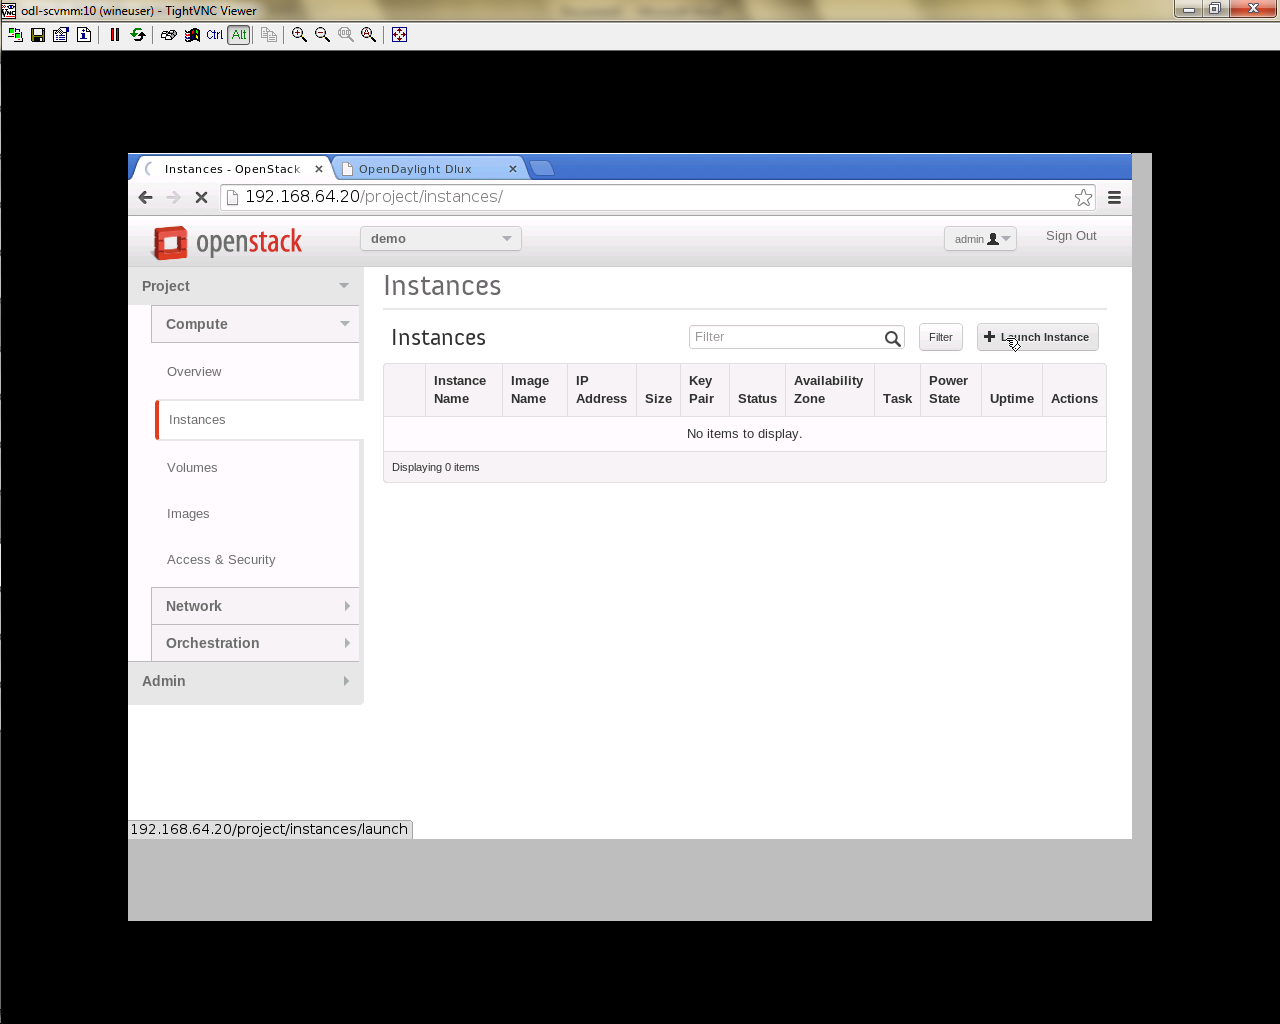 odl-scvmm:10 (wineuser) - TightVNC Viewer
Ctrl Alt
Instances - OpenStack
OpenDaylight Dlux
192.168.64.20/project/instances/
openstack
demo
admin
Sign Out
Project
Compute
Overview
Instances
Volumes
Images
Access & Security
Network
Orchestration
Admin
Instances
Instances
Filter
Filter
Launch Instance
Instance Name
Image Name
IP Address
Size
Key Pair
Status
Availability Zone
Task
Power State
Uptime
Actions
No items to display.
Displaying 0 items
192.168.64.20/project/instances/launch